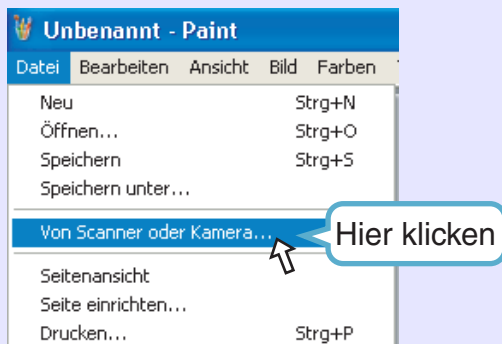 Unbenannt - Paint
Datei Bearbeiten Ansicht Bild Farben
Neu Strg+N
Öffnen... Strg+O
Speichern Strg+S
Speichern unter...
Von Scanner oder Kamera...
Hier klicken
Seitenansicht
Seite einrichten...
Drucken... Strg+P